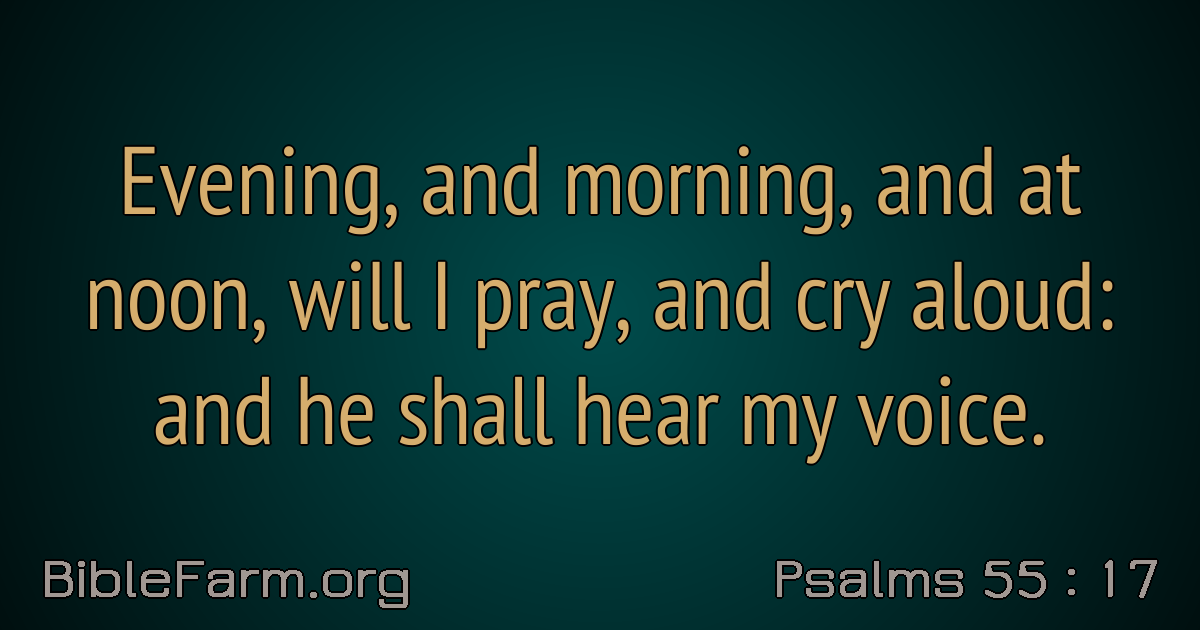 Evening, and morning, and at
noon, will I pray, and cry aloud:
and he shall hear my voice.
BibleFarm.org
Psalms 55 : 17